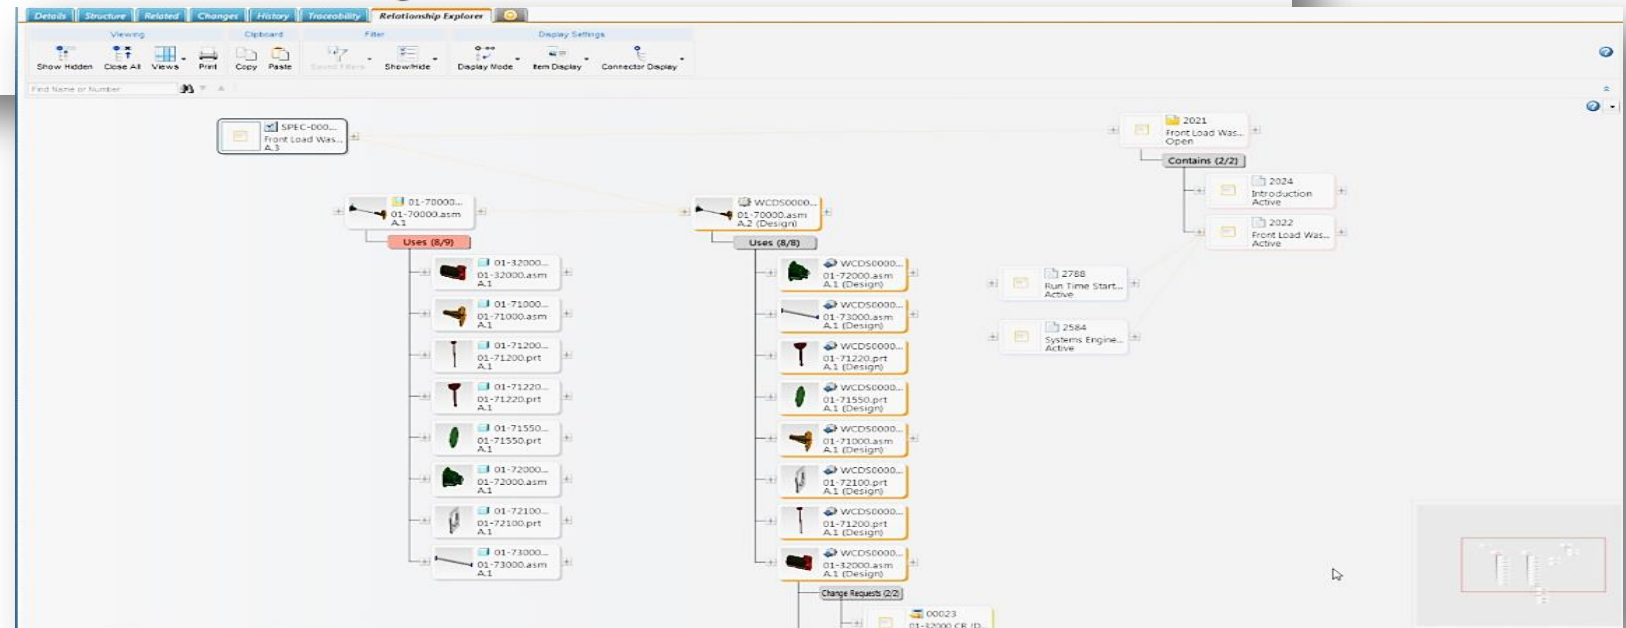 Details Structure Related Changes History Traceability Relationship Explorer
Viewing Clipboard Filter Display Settings
Show Hidden Close All Views Print Copy Paste Saved Filters Show/Hide Display Mode Item Display Connector Display
Find Name or Number
SPEC-000...
Front Load Was...
A.3
2021
Front Load Was...
Open
Contains (2/2)
2024
Introduction
Active
2022
Front Load Was...
Active
2788
Run Time Start...
Active
2584
Systems Engine...
Active
01-70000...
01-70000.asm
A.1
Uses (8/9)
01-32000...
01-32000.asm
A.1
01-71000...
01-71000.asm
A.1
01-71200...
01-71200.prt
A.1
01-71220...
01-71220.prt
A.1
01-71550...
01-71550.prt
A.1
01-72000...
01-72000.asm
A.1
01-72100...
01-72100.prt
A.1
01-73000...
01-73000.asm
A.1
WCDS0000...
01-70000.asm
A.2 (Design)
Uses (8/8)
WCDS0000...
01-72000.asm
A.1 (Design)
WCDS0000...
01-73000.asm
A.1 (Design)
WCDS0000...
01-71220.prt
A.1 (Design)
WCDS0000...
01-71550.prt
A.1 (Design)
WCDS0000...
01-71000.asm
A.1 (Design)
WCDS0000...
01-72100.prt
A.1 (Design)
WCDS0000...
01-71200.prt
A.1 (Design)
WCDS0000...
01-32000.asm
A.1 (Design)
Change Requests (2/2)
00023
01-32000 CR ID